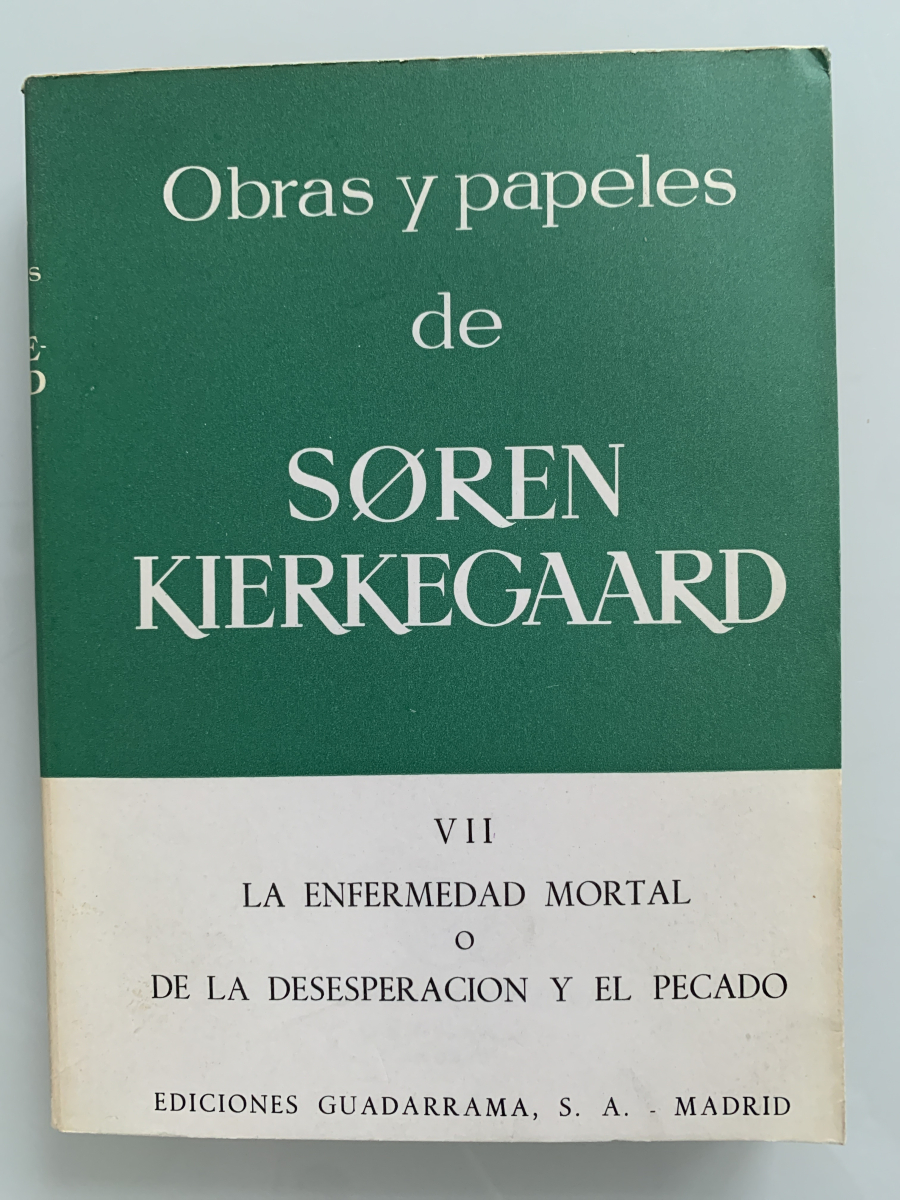 Obras y papeles
de
SØREN
KIERKEGAARD
VII
LA ENFERMEDAD MORTAL
O
DE LA DESESPERACION Y EL PECADO
EDICIONES GUADARRAMA, S. A. - MADRID